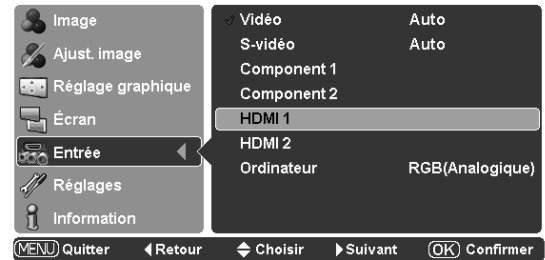 Image
Ajust. image
Réglage graphique
Écran
Entrée
Réglages
Information
Vidéo Auto
S-vidéo Auto
Component 1
Component 2
HDMI 1
HDMI 2
Ordinateur RGB(Analogique)
MENU Quitter Retour Choisir Suivant OK Confirmer